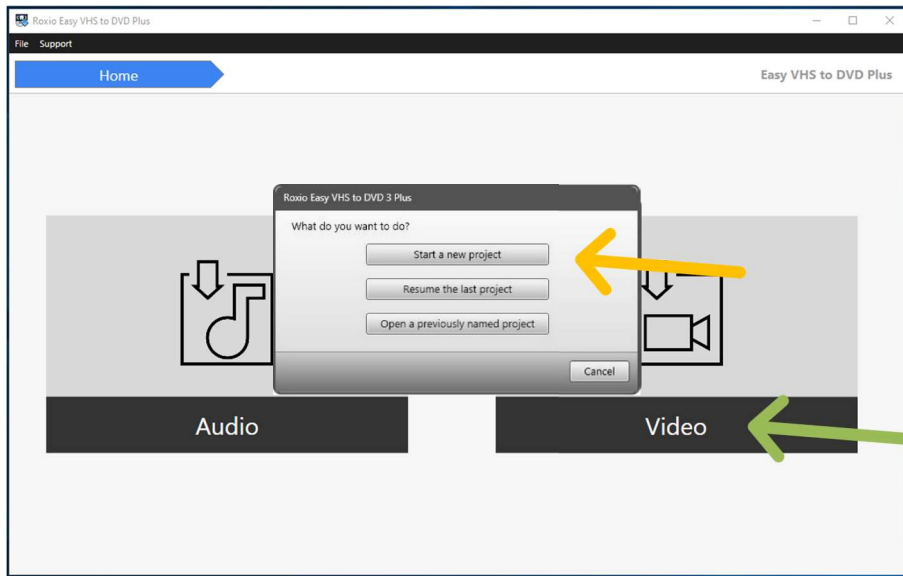 Roxio Easy VHS to DVD Plus
File Support
Home
Easy VHS to DVD Plus
Roxio Easy VHS to DVD 3 Plus
What do you want to do?
Start a new project
Resume the last project
Open a previously named project
Cancel
Audio
Video